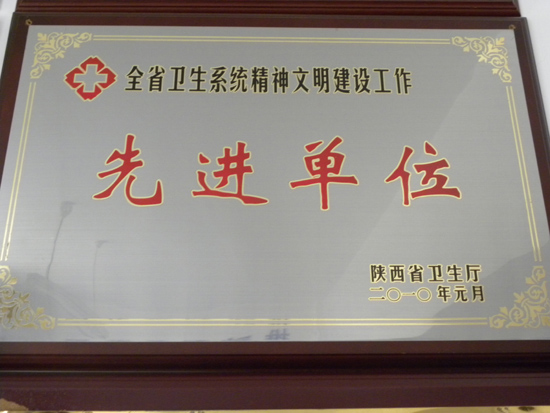 全省卫生系统精神文明建设工作
先进单位
陕西省卫生厅
二〇一〇年元月